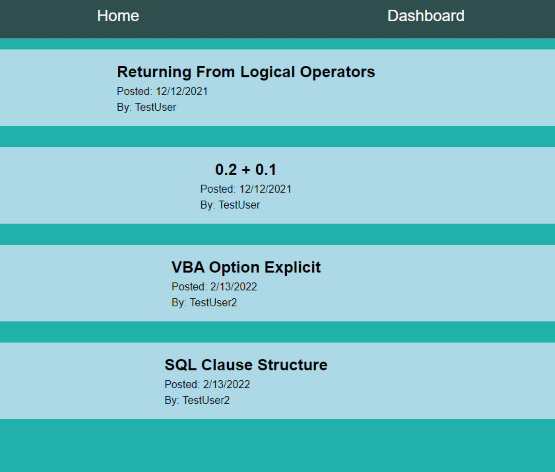 Home Dashboard
Returning From Logical Operators
Posted: 12/12/2021
By: TestUser
0.2 + 0.1
Posted: 12/12/2021
By: TestUser
VBA Option Explicit
Posted: 2/13/2022
By: TestUser2
SQL Clause Structure
Posted: 2/13/2022
By: TestUser2